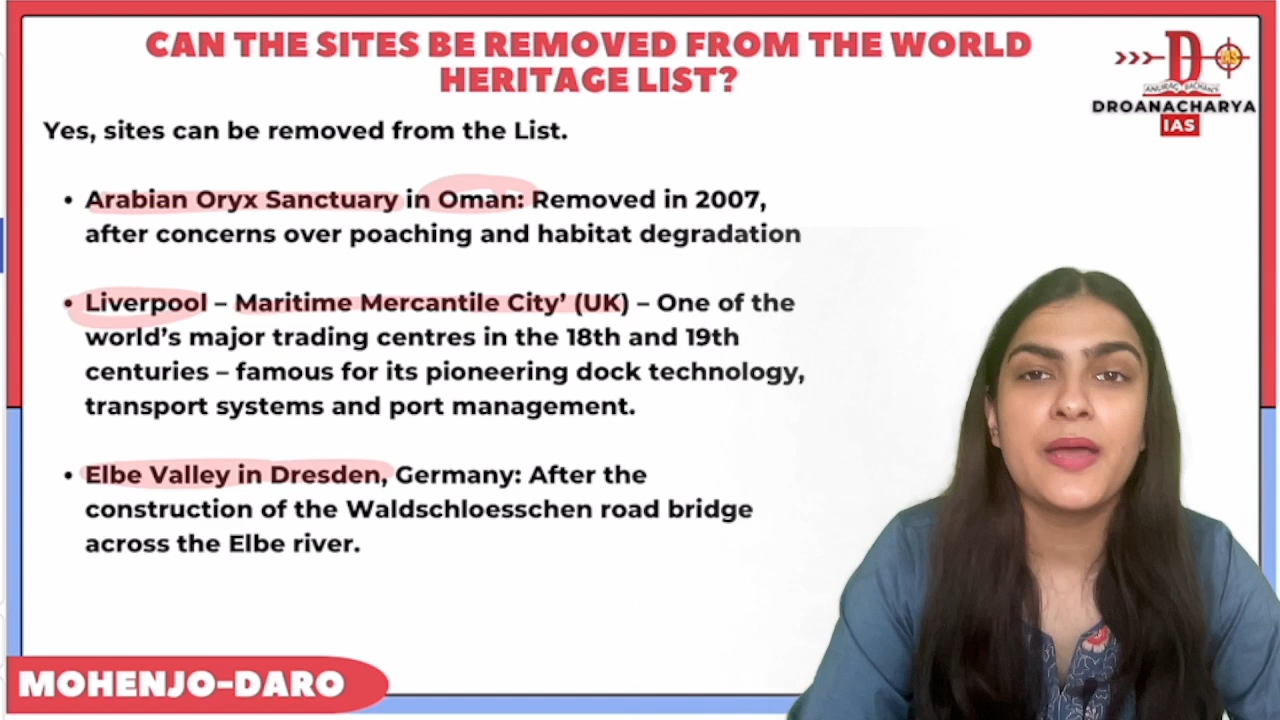 CAN THE SITES BE REMOVED FROM THE WORLD
HERITAGE LIST?
D
IAS
ANURAG BACHAN'S
DROANACHARYA
IAS
Yes, sites can be removed from the List.
• Arabian Oryx Sanctuary in Oman: Removed in 2007,
after concerns over poaching and habitat degradation
• Liverpool – Maritime Mercantile City’ (UK) – One of the
world’s major trading centres in the 18th and 19th
centuries – famous for its pioneering dock technology,
transport systems and port management.
• Elbe Valley in Dresden, Germany: After the
construction of the Waldschloesschen road bridge
across the Elbe river.
MOHENJO-DARO